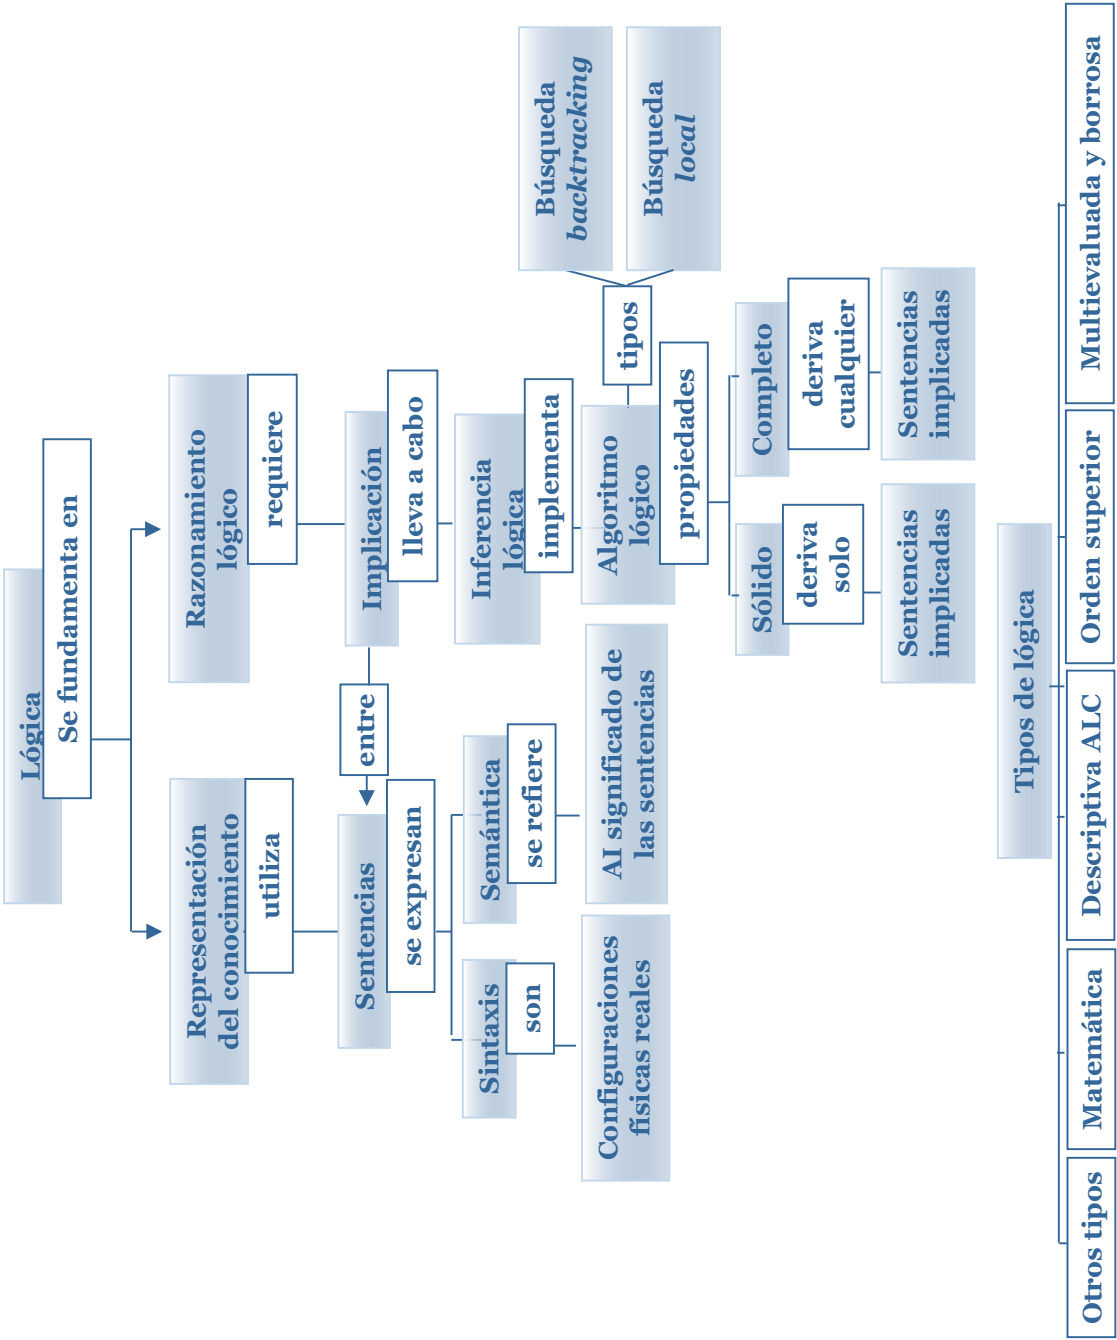 Lógica
Se fundamenta en
Representación
del conocimiento
utiliza
Sentencias
se expresan
Sintaxis
son
Configuraciones
físicas reales
Semántica
se refiere
AI significado de
las sentencias
Razonamiento
lógico
requiere
Implicación
entre
lleva a cabo
Inferencia
lógica
implementa
Algoritmo
lógico
tipos
Búsqueda
backtracking
Búsqueda
local
propiedades
Sólido
deriva
solo
Sentencias
implicadas
Completo
deriva
cualquier
Sentencias
implicadas
Tipos de lógica
Otros tipos
Matemática
Descriptiva ALC
Orden superior
Multievaluada y borrosa